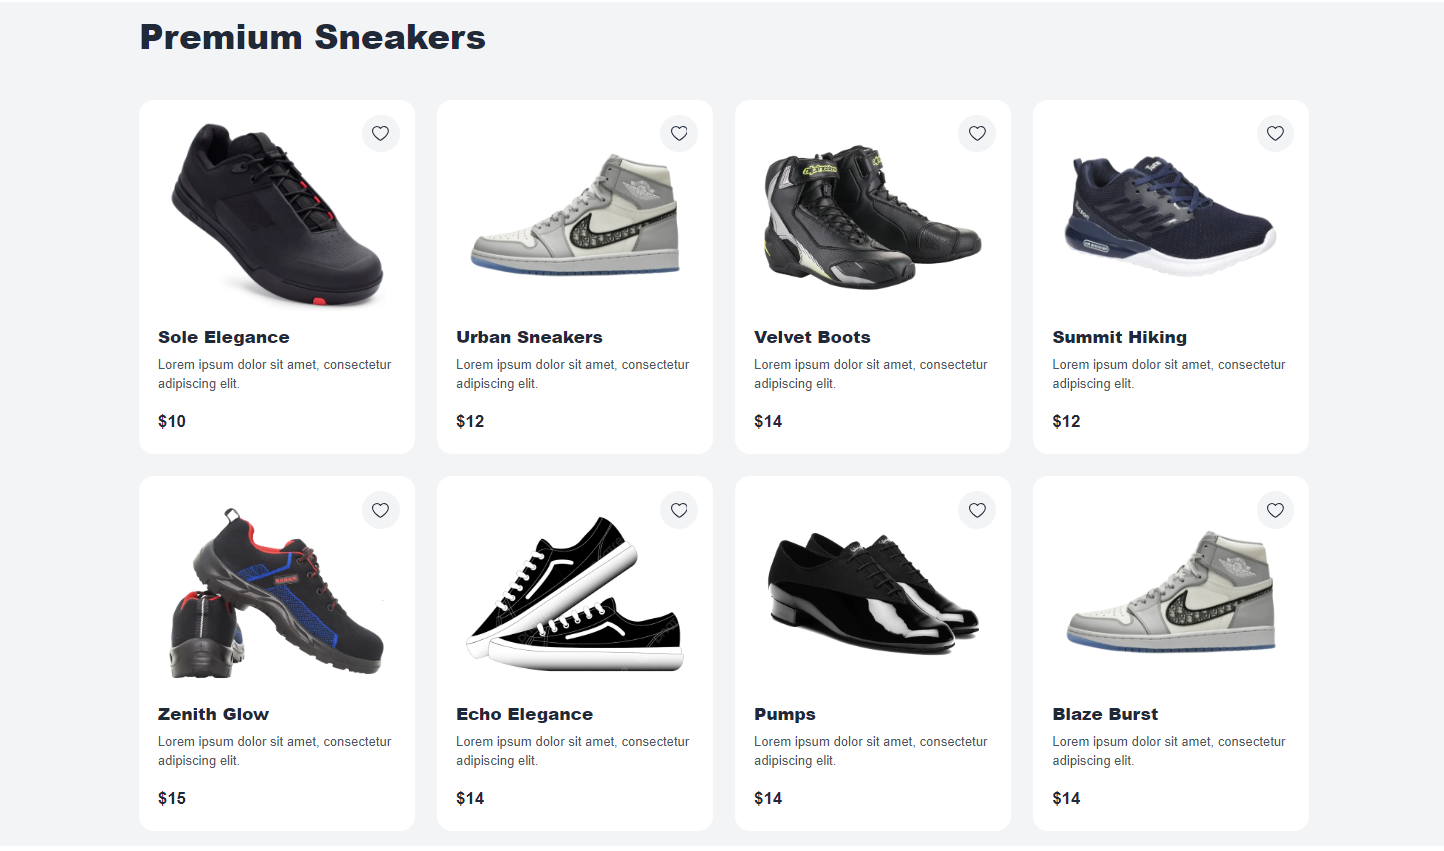 Premium Sneakers
Sole Elegance
Lorem ipsum dolor sit amet, consectetur
adipiscing elit.
$10
Urban Sneakers
Lorem ipsum dolor sit amet, consectetur
adipiscing elit.
$12
Velvet Boots
Lorem ipsum dolor sit amet, consectetur
adipiscing elit.
$14
Summit Hiking
Lorem ipsum dolor sit amet, consectetur
adipiscing elit.
$12
Zenith Glow
Lorem ipsum dolor sit amet, consectetur
adipiscing elit.
$15
Echo Elegance
Lorem ipsum dolor sit amet, consectetur
adipiscing elit.
$14
Pumps
Lorem ipsum dolor sit amet, consectetur
adipiscing elit.
$14
Blaze Burst
Lorem ipsum dolor sit amet, consectetur
adipiscing elit.
$14